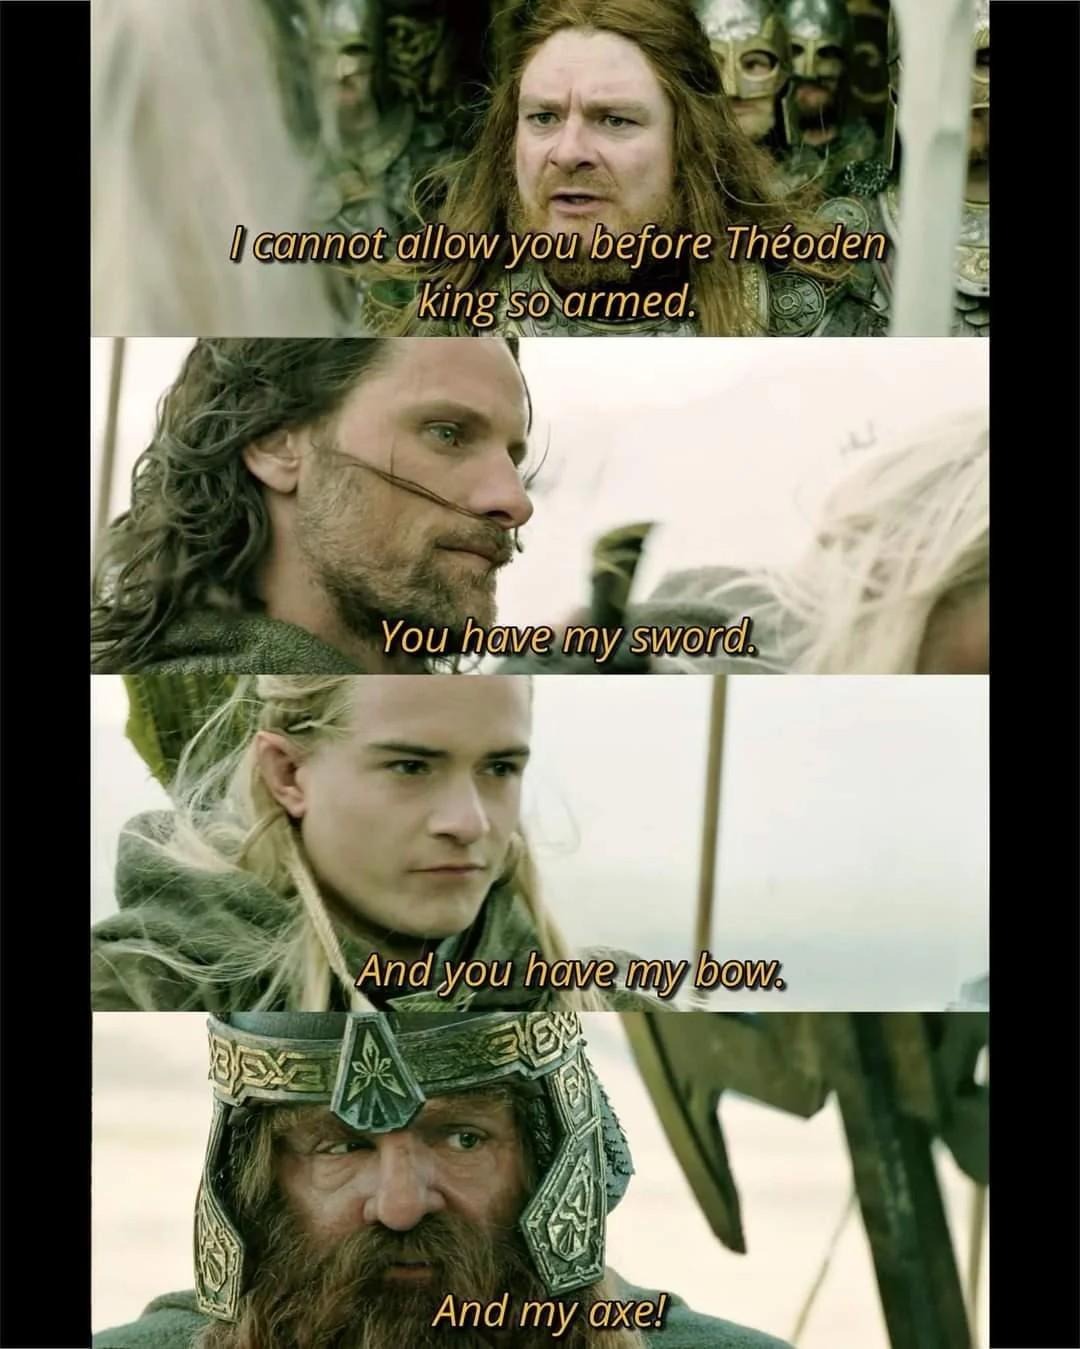 I cannot allow you before Théoden
king so armed.
You have my sword.
And you have my bow.
And my axe!